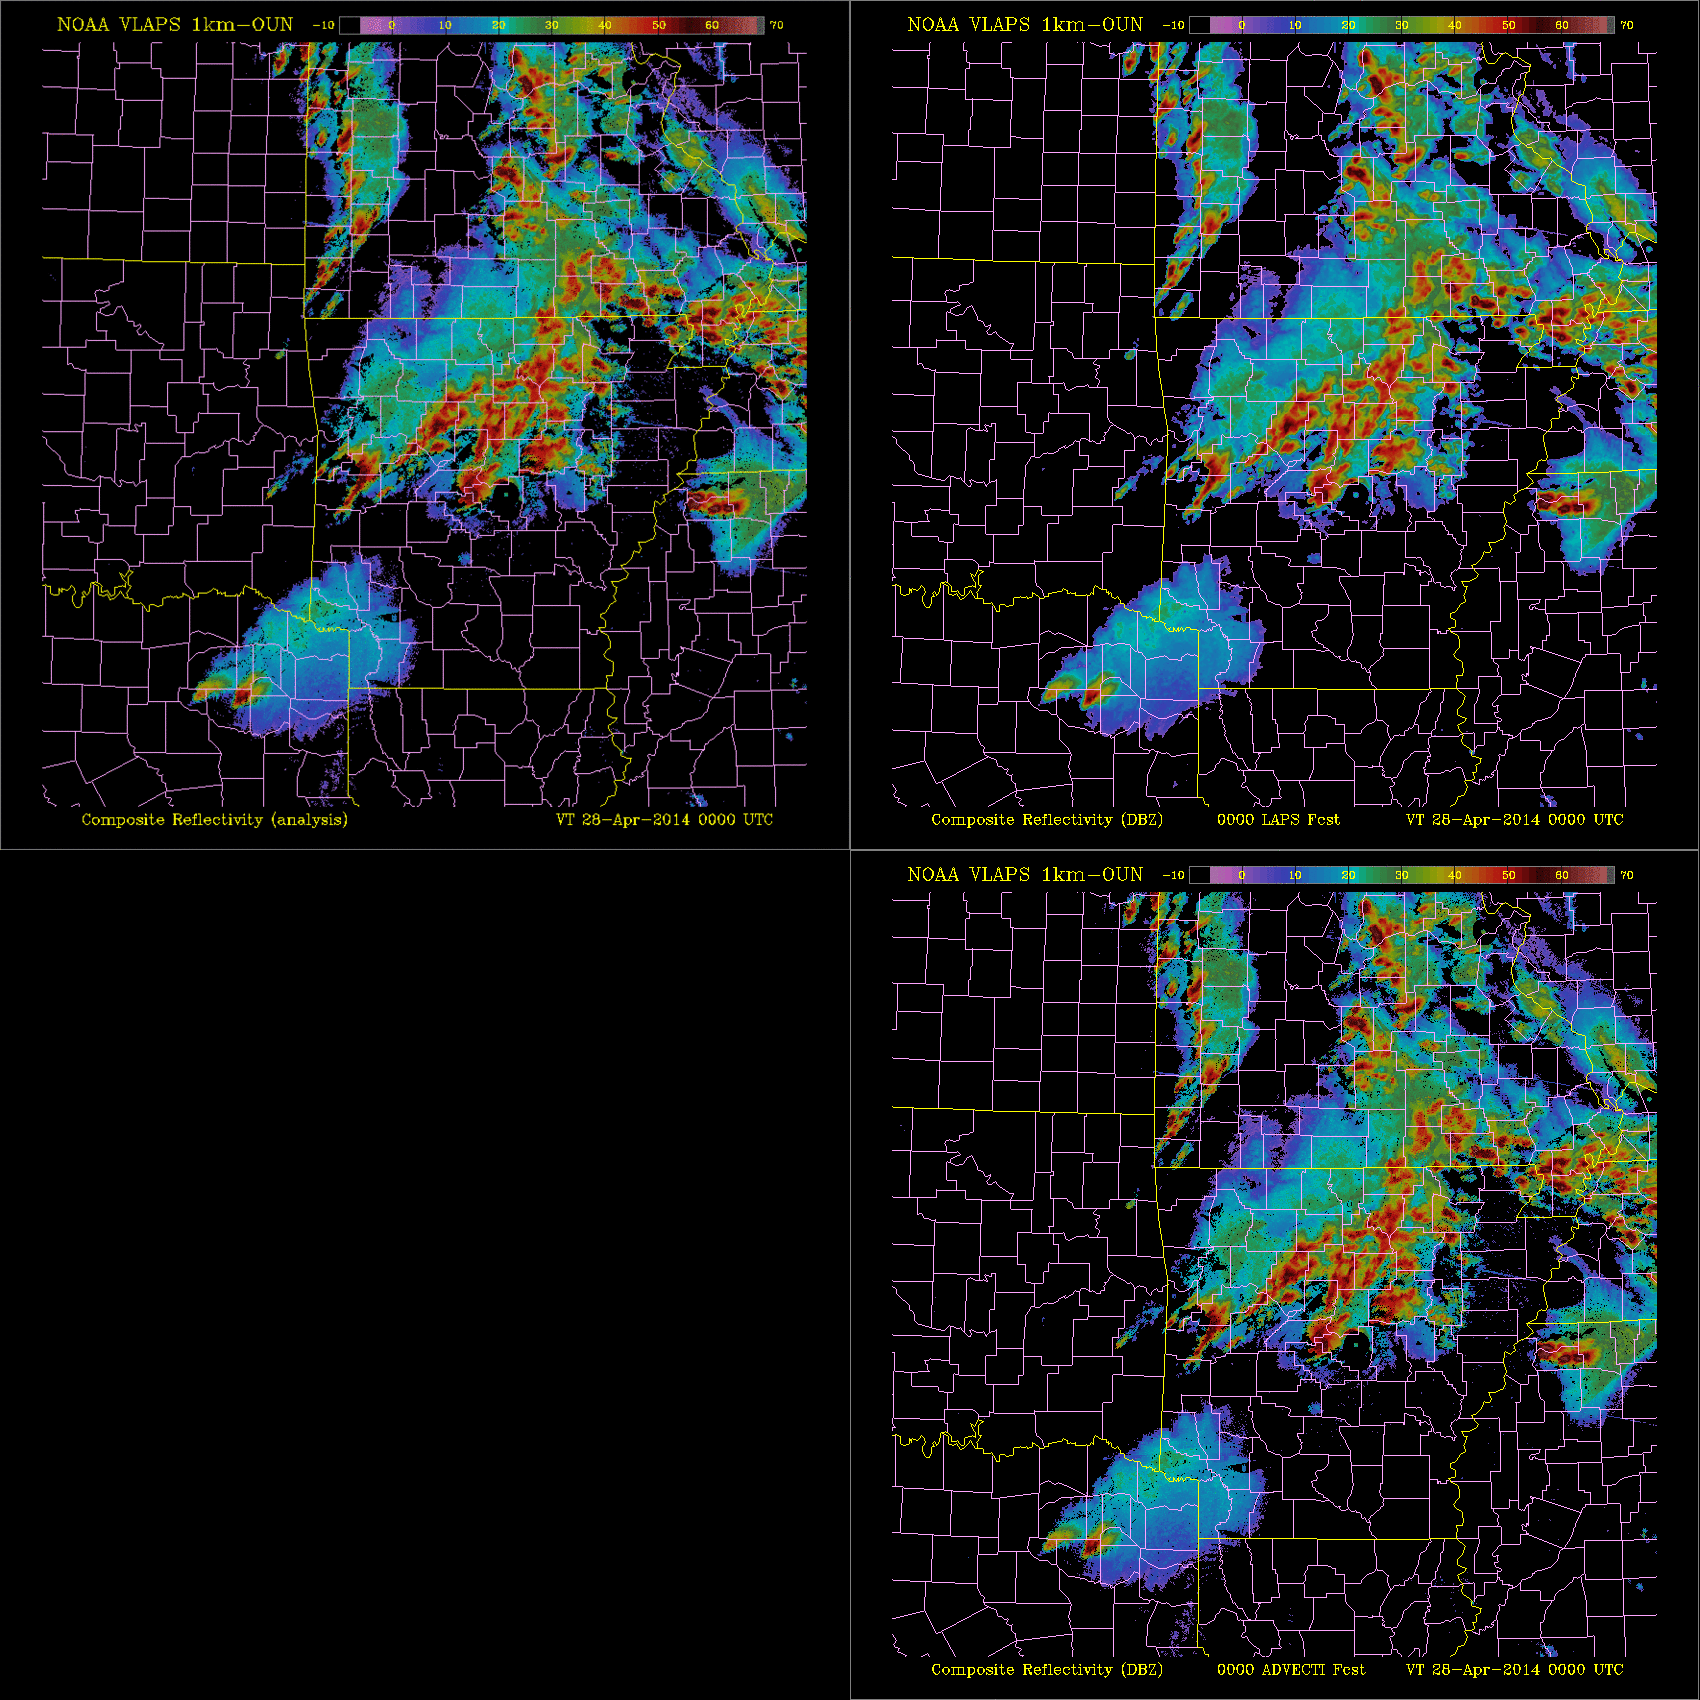 NOAA VLAPS 1km-OUN -10 0 10 20 30 40 50 60 70
NOAA VLAPS 1km-OUN -10 0 10 20 30 40 50 60 70
Composite Reflectivity (analysis) VT 28-Apr-2014 0000 UTC
Composite Reflectivity (DBZ) 0000 LAPS Fcst VT 28-Apr-2014 0000 UTC
NOAA VLAPS 1km-OUN -10 0 10 20 30 40 50 60 70
Composite Reflectivity (DBZ) 0000 ADVECTI Fcst VT 28-Apr-2014 0000 UTC